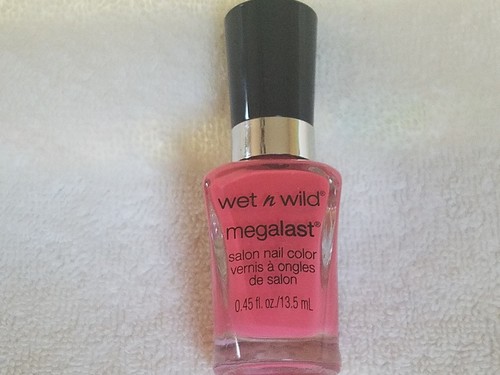 wet n wild®
megalast®
salon nail color
vernis à ongles
de salon
0.45 fl. oz./13.5 mL